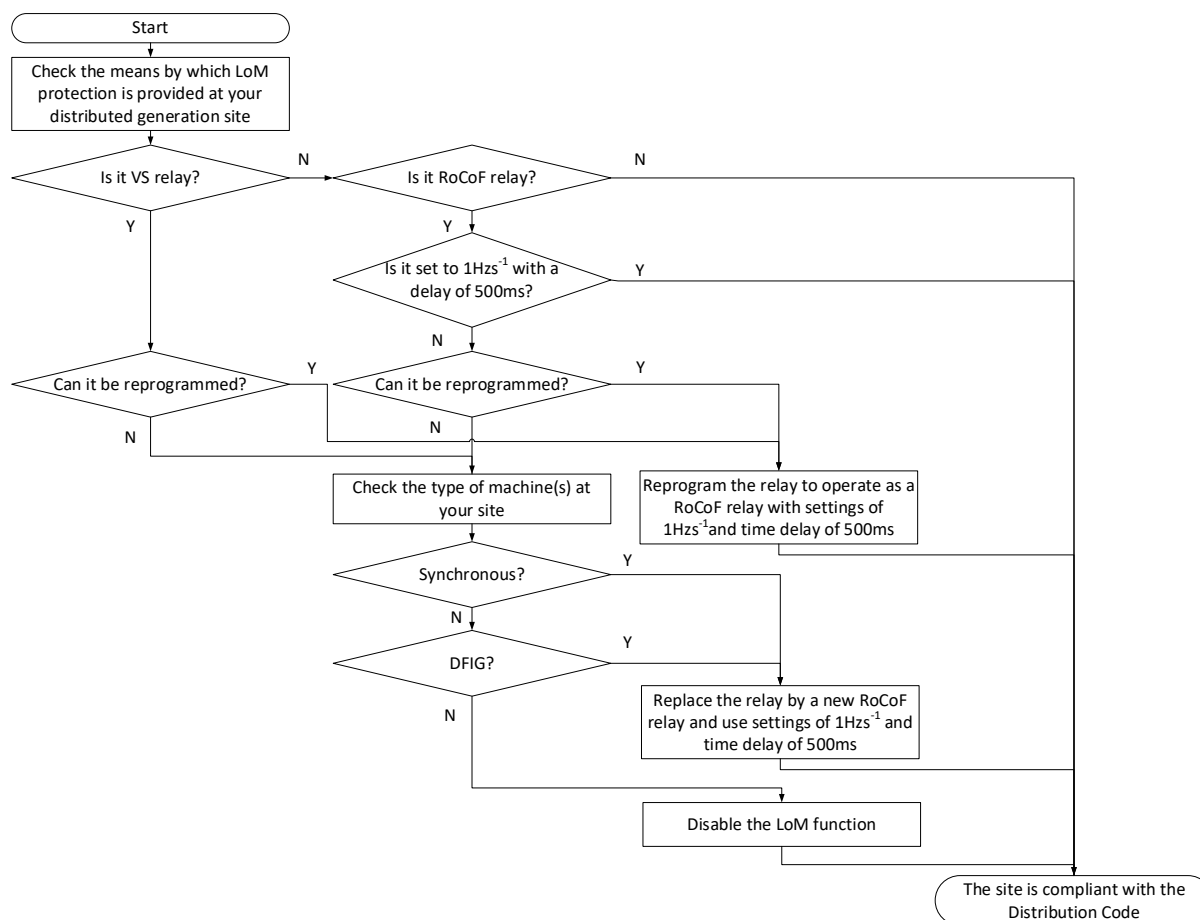 Start
Check the means by which LoM
protection is provided at your
distributed generation site
Is it VS relay?
N
Is it RoCoF relay?
N
Y
Y
Is it set to 1Hzs⁻¹ with a
delay of 500ms?
Y
N
Can it be reprogrammed?
Y
Can it be reprogrammed?
Y
N
N
Check the type of machine(s) at
your site
Reprogram the relay to operate as a
RoCoF relay with settings of
1Hzs⁻¹ and time delay of 500ms
Synchronous?
Y
N
DFIG?
Y
N
Replace the relay by a new RoCoF
relay and use settings of 1Hzs⁻¹ and
time delay of 500ms
Disable the LoM function
The site is compliant with the
Distribution Code